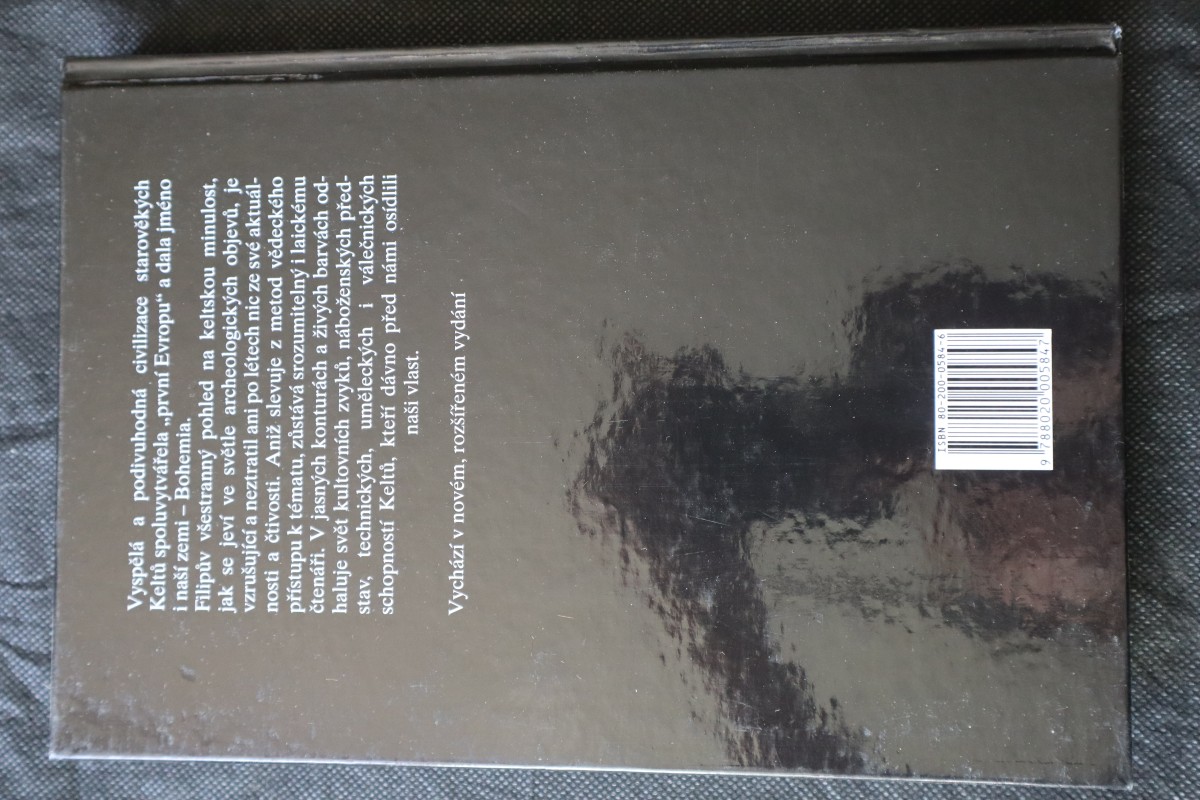 Vyspělá a podivuhodná civilizace starověkých
Keltů spoluvytvářela „první Evropu“ a dala jméno
i naší zemi – Bohemia.
Filipův všestranný pohled na keltskou minulost,
jak se jeví ve světle archeologických objevů, je
vzrušující a neztratil ani po létech nic ze své aktuál-
nosti a čtivosti. Aniž slevuje z metod vědeckého
přístupu k tématu, zůstává srozumitelný i laickému
čtenáři. V jasných konturách a živých barvách od-
haluje svět kultovních zvyků, náboženských před-
stav, technických, uměleckých i válečnických
schopností Keltů, kteří dávno před námi osídlili
naši vlast.
Vychází v novém, rozšířeném vydání
ISBN 80-200-0584-6
9 788020 005847